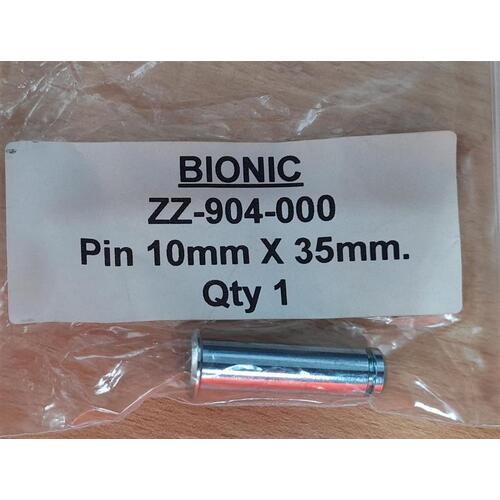 BIONIC
ZZ-904-000
Pin 10mm X 35mm.
Qty 1